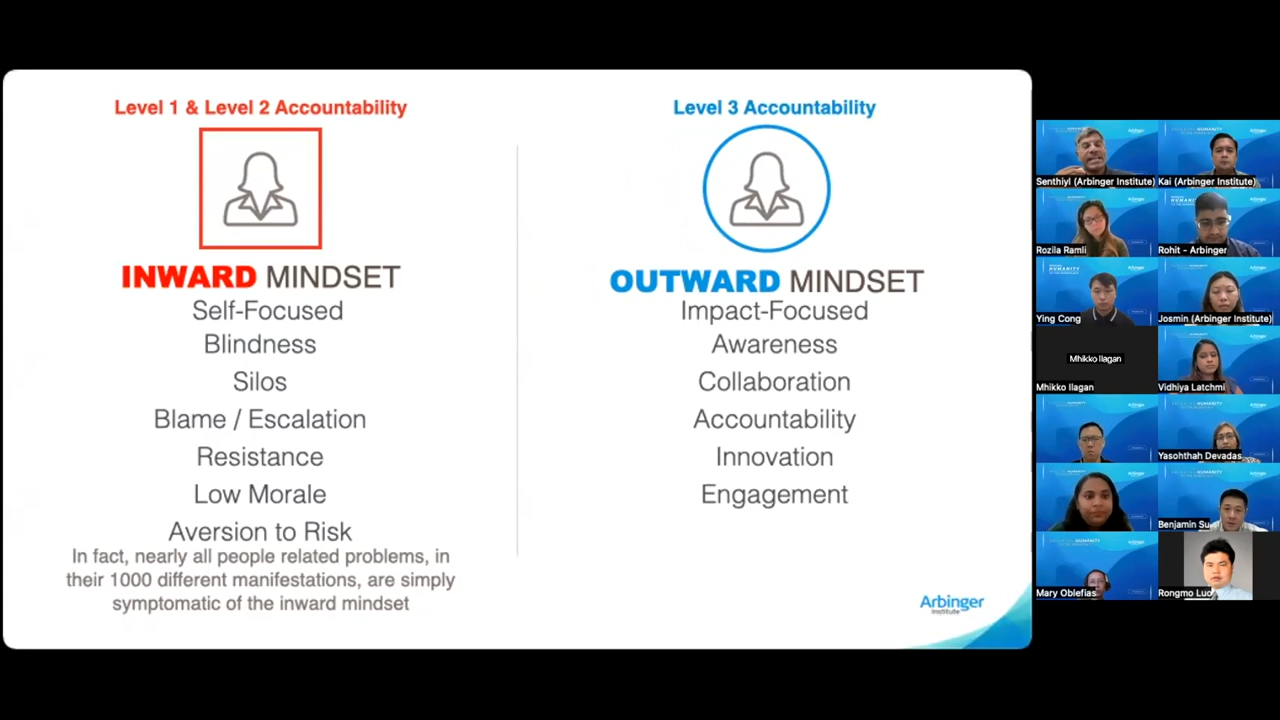 Level 1 & Level 2 Accountability
INWARD MINDSET
Self-Focused
Blindness
Silos
Blame / Escalation
Resistance
Low Morale
Aversion to Risk
In fact, nearly all people related problems, in
their 1000 different manifestations, are simply
symptomatic of the inward mindset
Level 3 Accountability
OUTWARD MINDSET
Impact-Focused
Awareness
Collaboration
Accountability
Innovation
Engagement
Arbinger
Institute
Senthiyl (Arbinger Institute)
Kai (Arbinger Institute)
Rozila Ramli
Rohit - Arbinger
Ying Cong
Josmin (Arbinger Institute)
Mhikko Ilagan
Mhikko Ilagan
Vidhiya Latchmi
Yasohthah Devadas
Benjamin Su
Mary Oblefias
Rongmo Luo